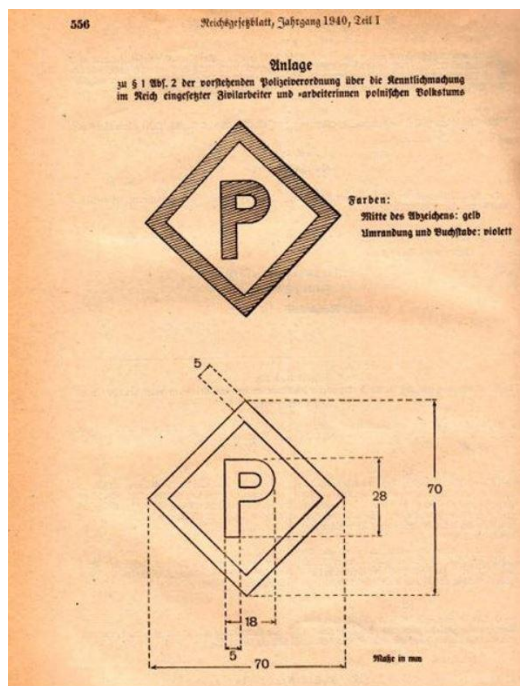 556
Reichsgesetzblatt, Jahrgang 1940, Teil I
Anlage
zu § 1 Abs. 2 der vorstehenden Polizeiverordnung über die Kenntlichmachung
im Reich eingesetzter Zivilarbeiter und -arbeiterinnen polnischen Volkstums
P
Farben:
Mitte des Abzeichens: gelb
Umrandung und Buchstabe: violett
5
P
28
70
18
5
70
Maße in mm